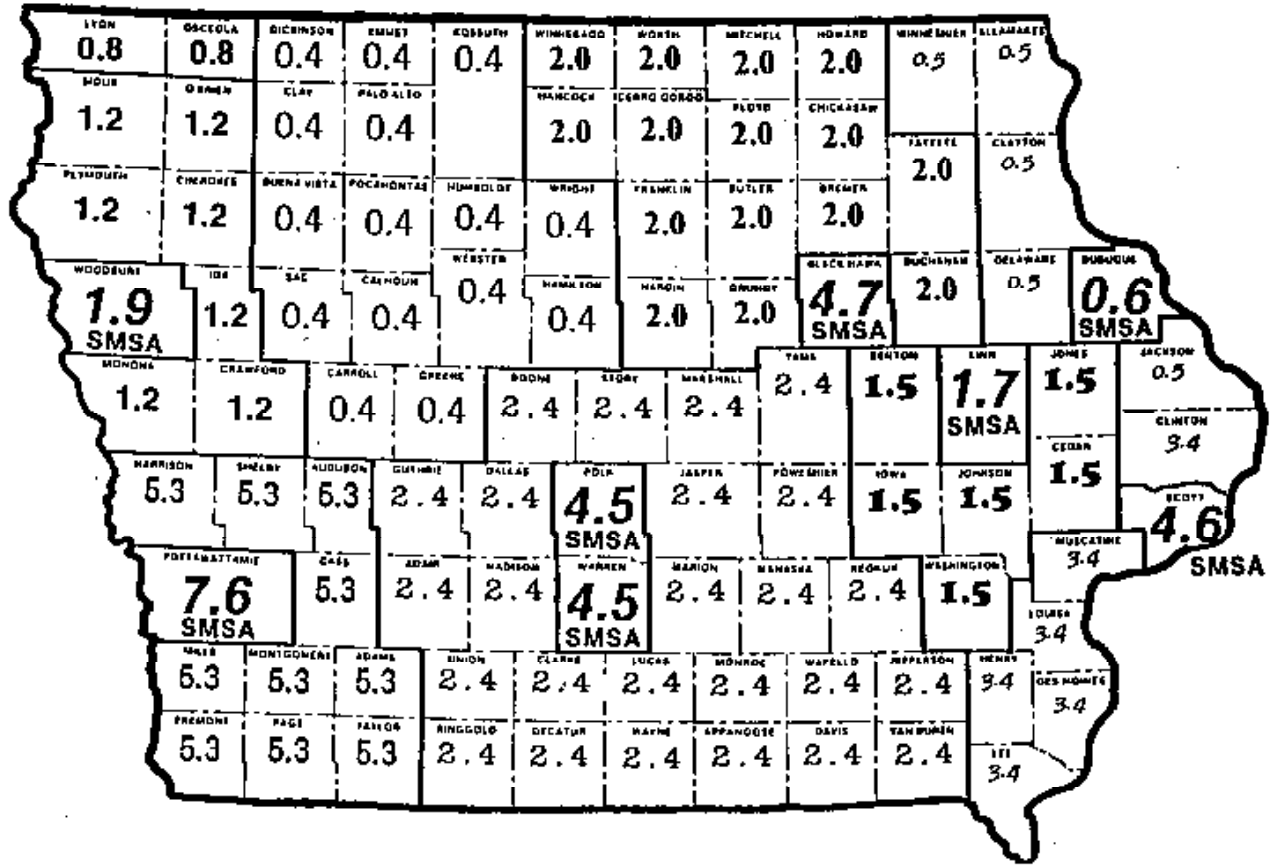 LYON OSCEOLA DICKINSON EMMET KOSSUTH WINNEBAGO WORTH MITCHELL HOWARD WINNESHIEK ALLAMAKEE
0.8 0.8 0.4 0.4 0.4 2.0 2.0 2.0 2.0 0.5 0.5
SIOUX O'BRIEN CLAY PALO ALTO HANCOCK CERRO GORDO FLOYD CHICKASAW
1.2 1.2 0.4 0.4 2.0 2.0 2.0 2.0
FAYETTE CLAYTON
2.0 0.5
PLYMOUTH CHEROKEE BUENA VISTA POCAHONTAS HUMBOLDT WRIGHT FRANKLIN BUTLER BREMER
1.2 1.2 0.4 0.4 0.4 0.4 2.0 2.0 2.0
WOODBURY IDA SAC CALHOUN WEBSTER HAMILTON HARDIN GRUNDY BLACK HAWK BUCHANAN DELAWARE DUBUQUE
1.9 1.2 0.4 0.4 0.4 0.4 2.0 2.0 4.7 2.0 0.5 0.6
SMSA SMSA SMSA
MONONA CRAWFORD CARROLL GREENE BOONE STORY MARSHALL TAMA BENTON LINN JONES JACKSON
1.2 1.2 0.4 0.4 2.4 2.4 2.4 2.4 1.5 1.7 1.5 0.5
SMSA
CLINTON
3.4
HARRISON SHELBY AUDUBON GUTHRIE DALLAS POLK JASPER POWESHIEK IOWA JOHNSON CEDAR SCOTT
5.3 5.3 5.3 2.4 2.4 4.5 2.4 2.4 1.5 1.5 1.5 4.6
SMSA SMSA
POTTAWATTAMIE CASS ADAIR MADISON WARREN MARION MAHASKA KEOKUK WASHINGTON MUSCATINE
7.6 5.3 2.4 2.4 4.5 2.4 2.4 2.4 1.5 3.4
SMSA SMSA
LOUISA
3.4
MILLS MONTGOMERY ADAMS UNION CLARKE LUCAS MONROE WAPELLO JEFFERSON HENRY DES MOINES
5.3 5.3 5.3 2.4 2.4 2.4 2.4 2.4 2.4 3.4 3.4
FREMONT PAGE TAYLOR RINGGOLD DECATUR WAYNE APPANOOSE DAVIS VAN BUREN LEE
5.3 5.3 5.3 2.4 2.4 2.4 2.4 2.4 2.4 3.4